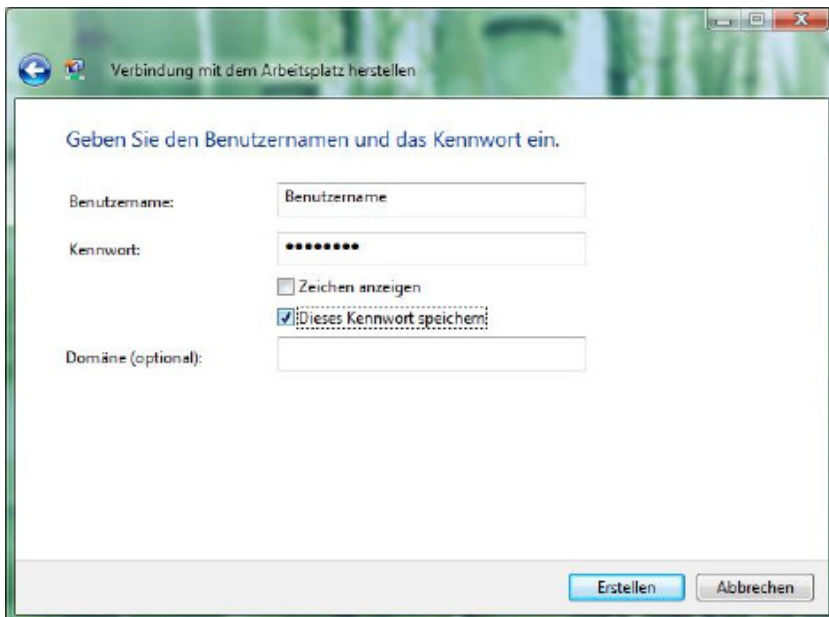 Verbindung mit dem Arbeitsplatz herstellen
Geben Sie den Benutzernamen und das Kennwort ein.
Benutzername: Benutzername
Kennwort: ••••••••
Zeichen anzeigen
Dieses Kennwort speichern
Domäne (optional):
Erstellen Abbrechen